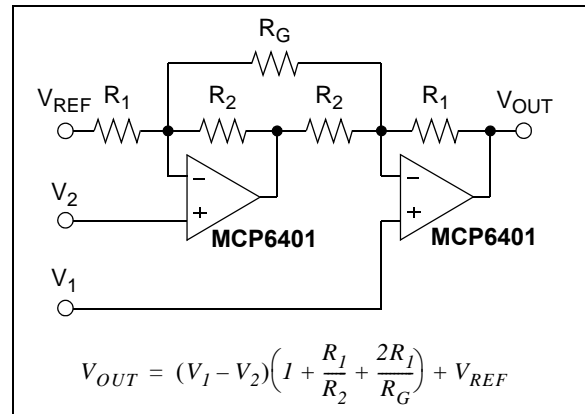 R_G
V_REF R_1 R_2 R_2 R_1 V_OUT
V_2
− + MCP6401
− + MCP6401
V_1
V_OUT = (V_1 − V_2)(1 + R_1/R_2 + 2R_1/R_G) + V_REF